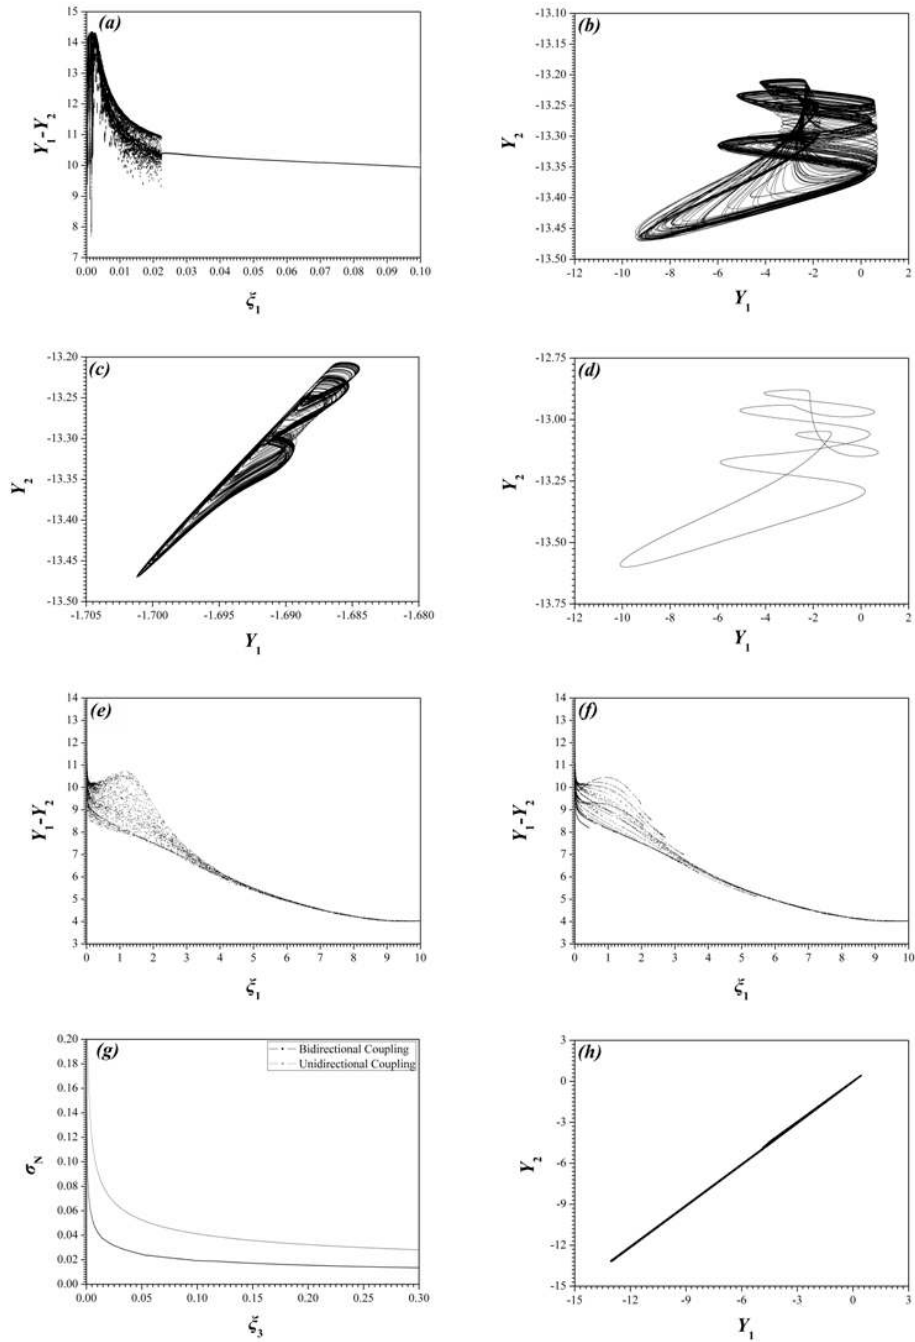 (a)
15
14
13
12
11
10
9
8
7
Y1-Y2
0.00 0.01 0.02 0.03 0.04 0.05 0.06 0.07 0.08 0.09 0.10
ξ1
(b)
-13.10
-13.15
-13.20
-13.25
-13.30
-13.35
-13.40
-13.45
-13.50
Y2
-12 -10 -8 -6 -4 -2 0 2
Y1
(c)
-13.20
-13.30
-13.40
-13.50
Y2
-1.705 -1.700 -1.695 -1.690 -1.685 -1.680
Y1
(d)
-12.75
-13.00
-13.25
-13.50
-13.75
Y2
-12 -10 -8 -6 -4 -2 0 2
Y1
(e)
14
13
12
11
10
9
8
7
6
5
4
3
Y1-Y2
0 1 2 3 4 5 6 7 8 9 10
ξ1
(f)
14
13
12
11
10
9
8
7
6
5
4
3
Y1-Y2
0 1 2 3 4 5 6 7 8 9 10
ξ1
(g)
Bidirectional Coupling
Unidirectional Coupling
0.20
0.18
0.16
0.14
0.12
0.10
0.08
0.06
0.04
0.02
0.00
σN
0.00 0.05 0.10 0.15 0.20 0.25 0.30
ξ3
(h)
3
0
-3
-6
-9
-12
-15
Y2
-15 -12 -9 -6 -3 0 3
Y1